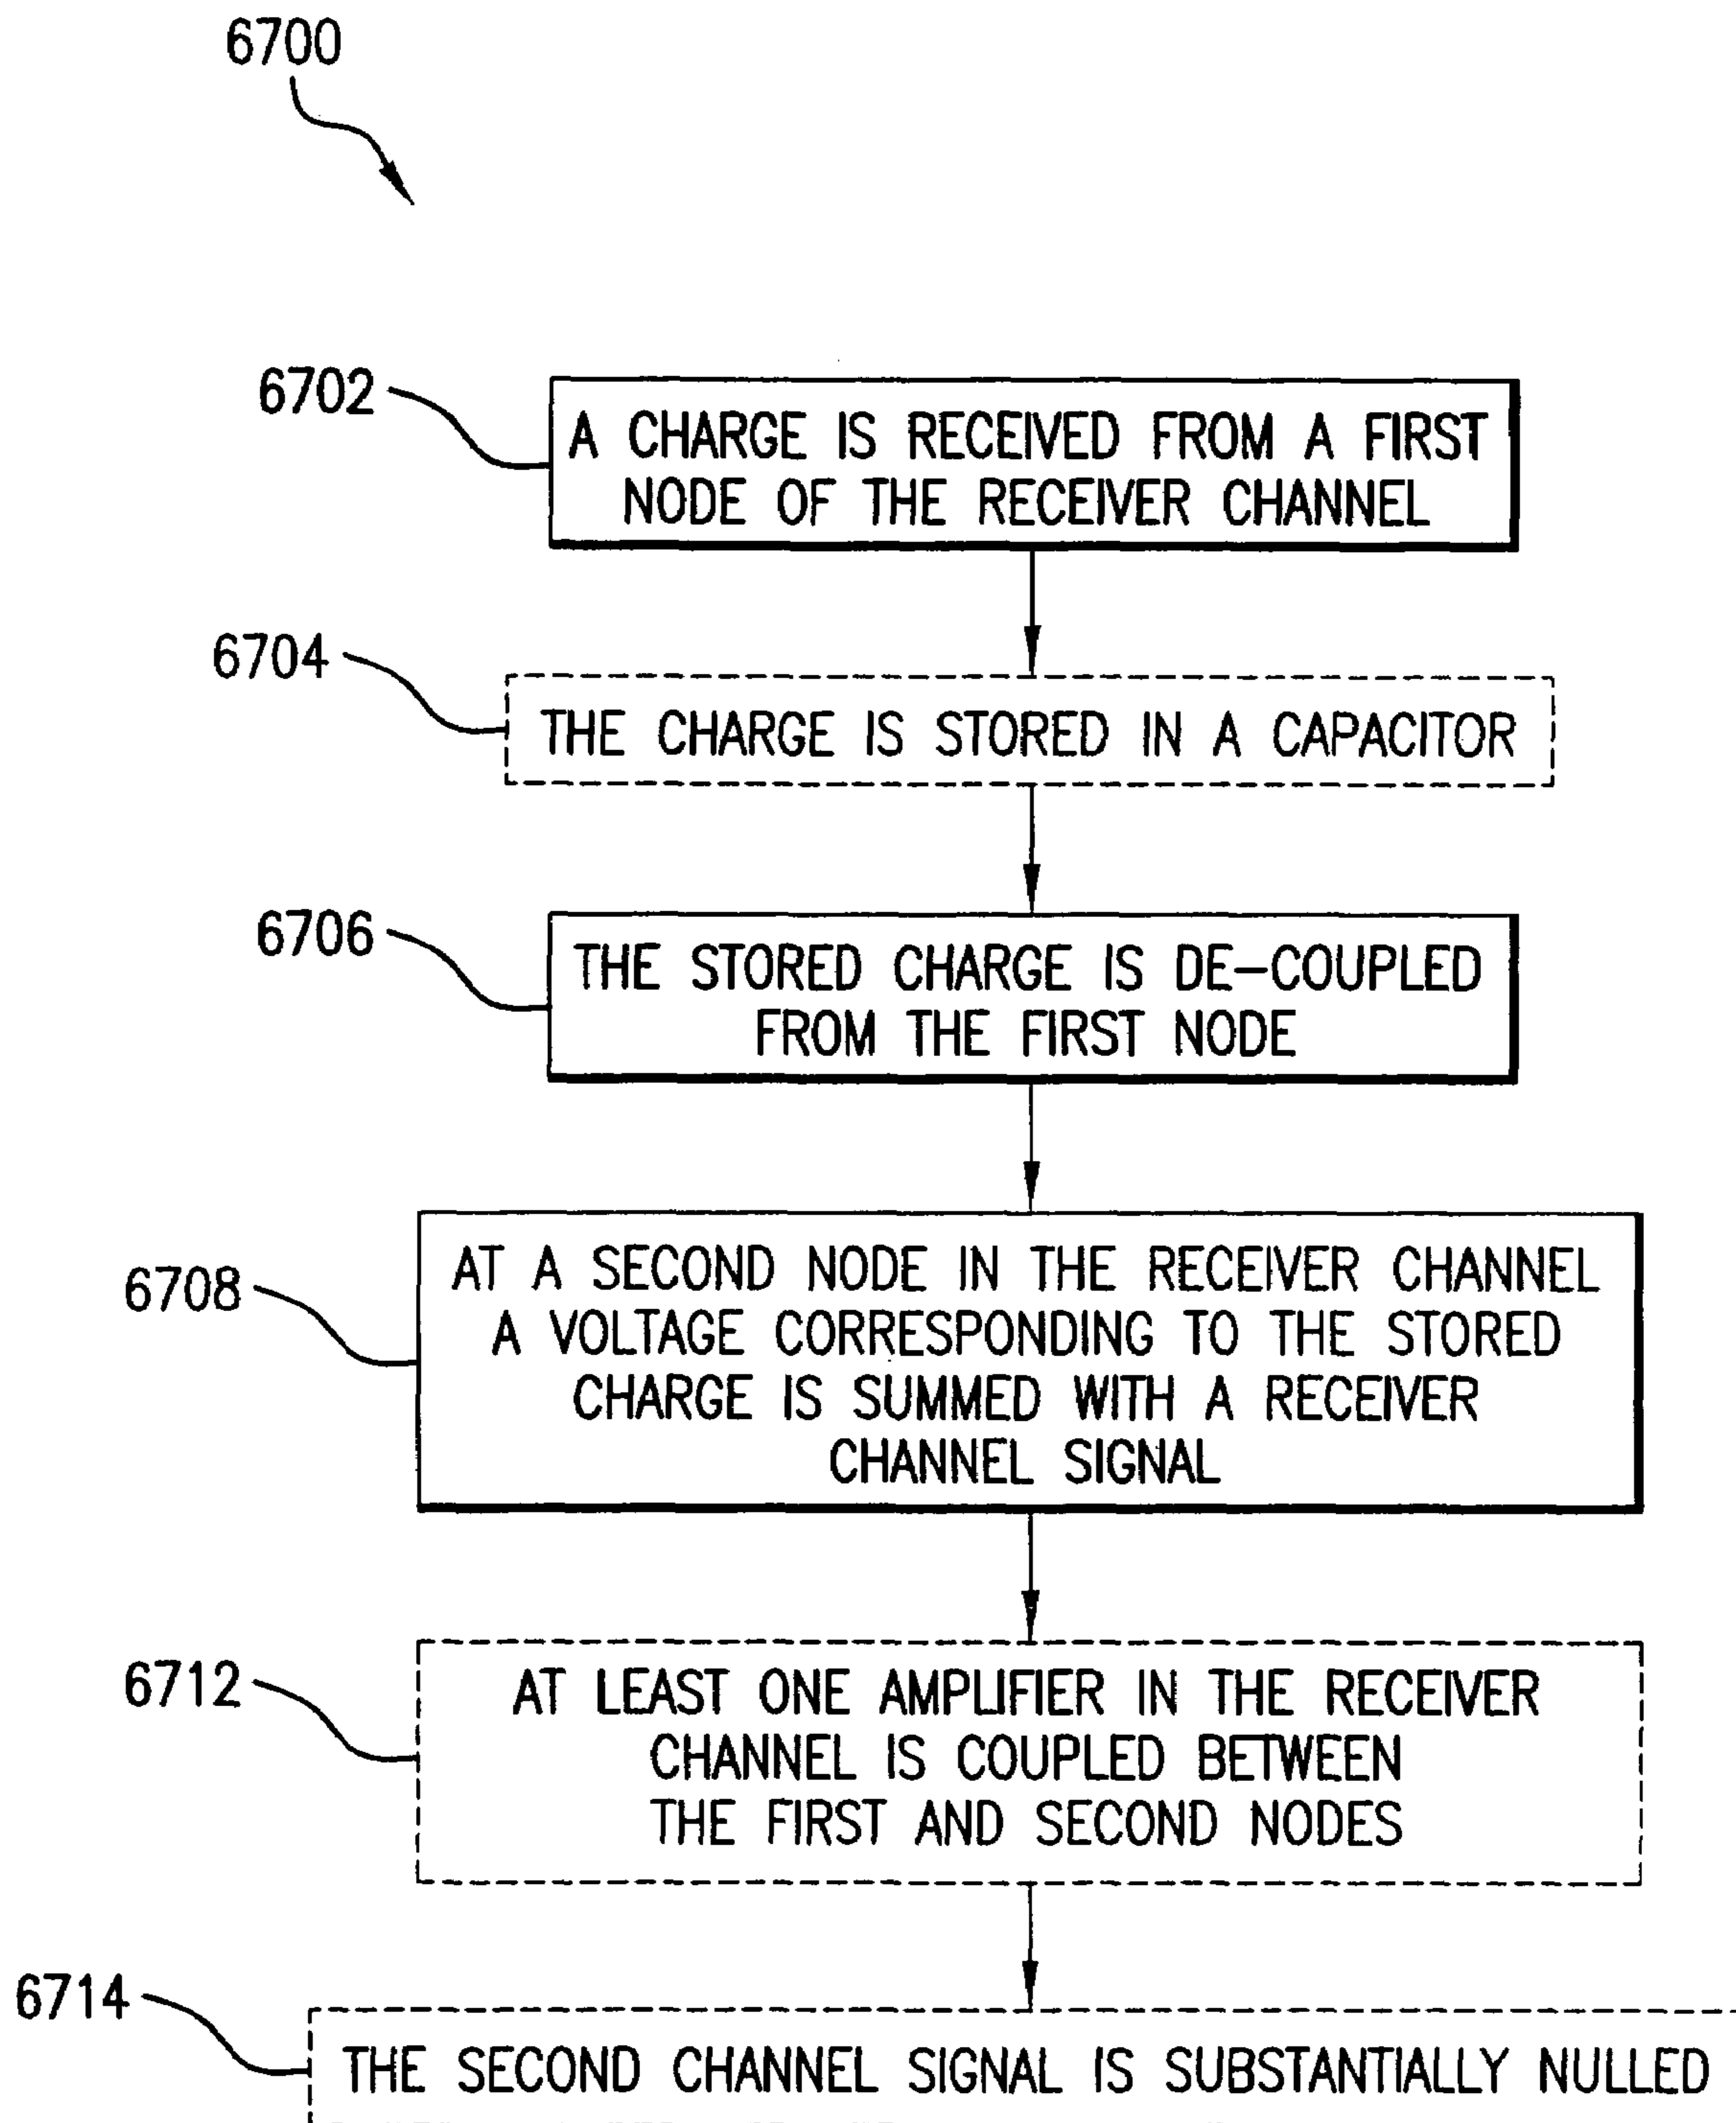 6700
6702
A CHARGE IS RECEIVED FROM A FIRST
NODE OF THE RECEIVER CHANNEL
6704
THE CHARGE IS STORED IN A CAPACITOR
6706
THE STORED CHARGE IS DE-COUPLED
FROM THE FIRST NODE
6708
AT A SECOND NODE IN THE RECEIVER CHANNEL
A VOLTAGE CORRESPONDING TO THE STORED
CHARGE IS SUMMED WITH A RECEIVER
CHANNEL SIGNAL
6712
AT LEAST ONE AMPLIFIER IN THE RECEIVER
CHANNEL IS COUPLED BETWEEN
THE FIRST AND SECOND NODES
6714
THE SECOND CHANNEL SIGNAL IS SUBSTANTIALLY NULLED